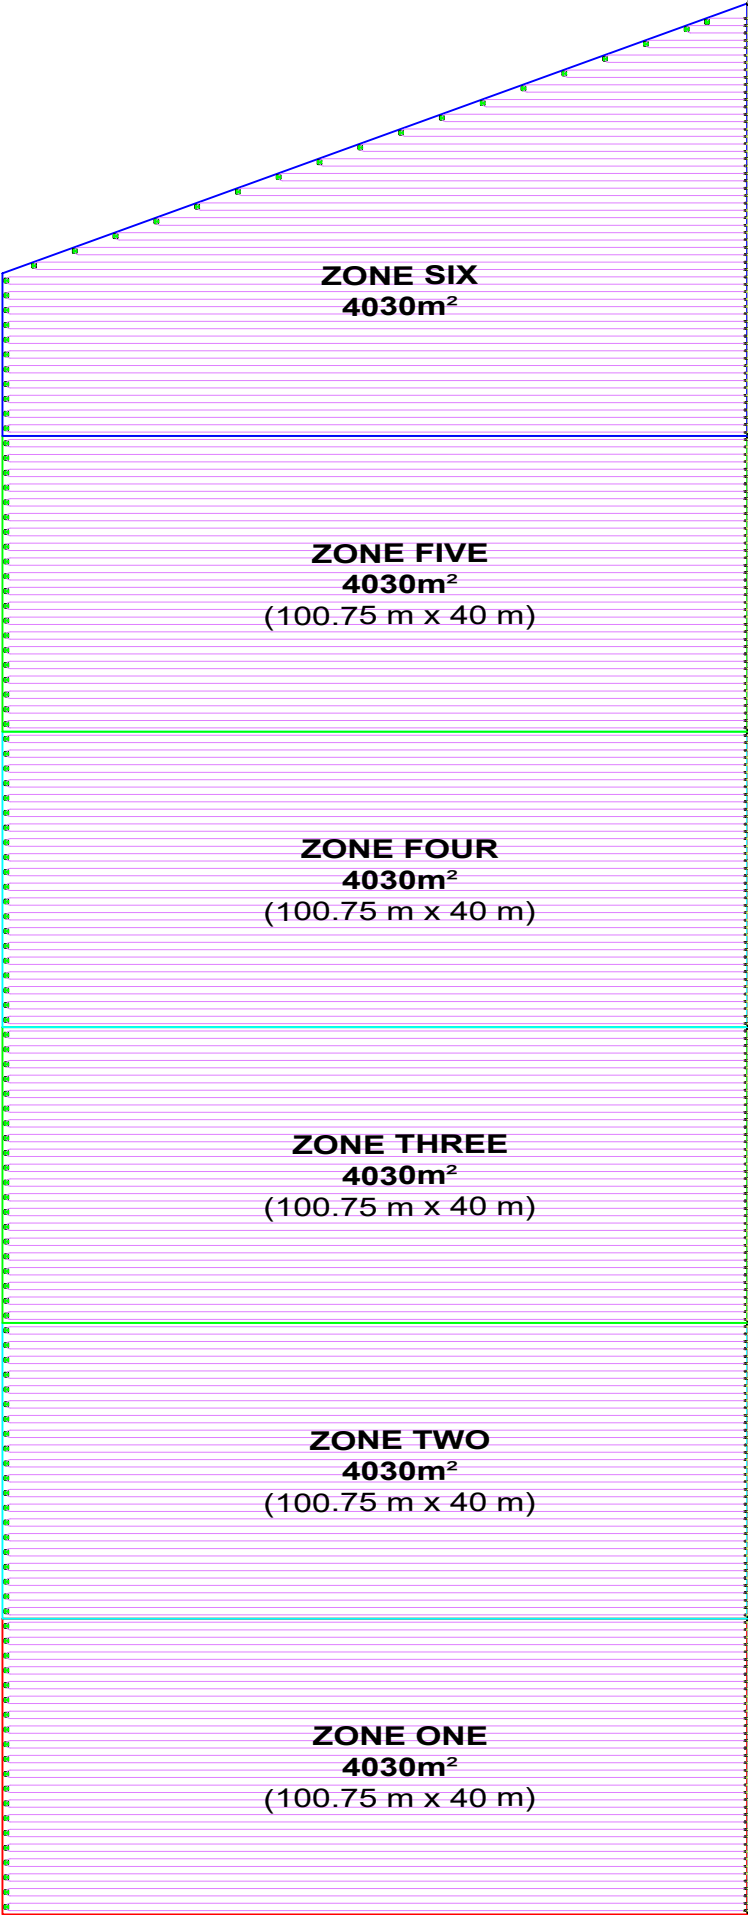 ZONE SIX
4030m²
ZONE FIVE
4030m²
(100.75 m x 40 m)
ZONE FOUR
4030m²
(100.75 m x 40 m)
ZONE THREE
4030m²
(100.75 m x 40 m)
ZONE TWO
4030m²
(100.75 m x 40 m)
ZONE ONE
4030m²
(100.75 m x 40 m)